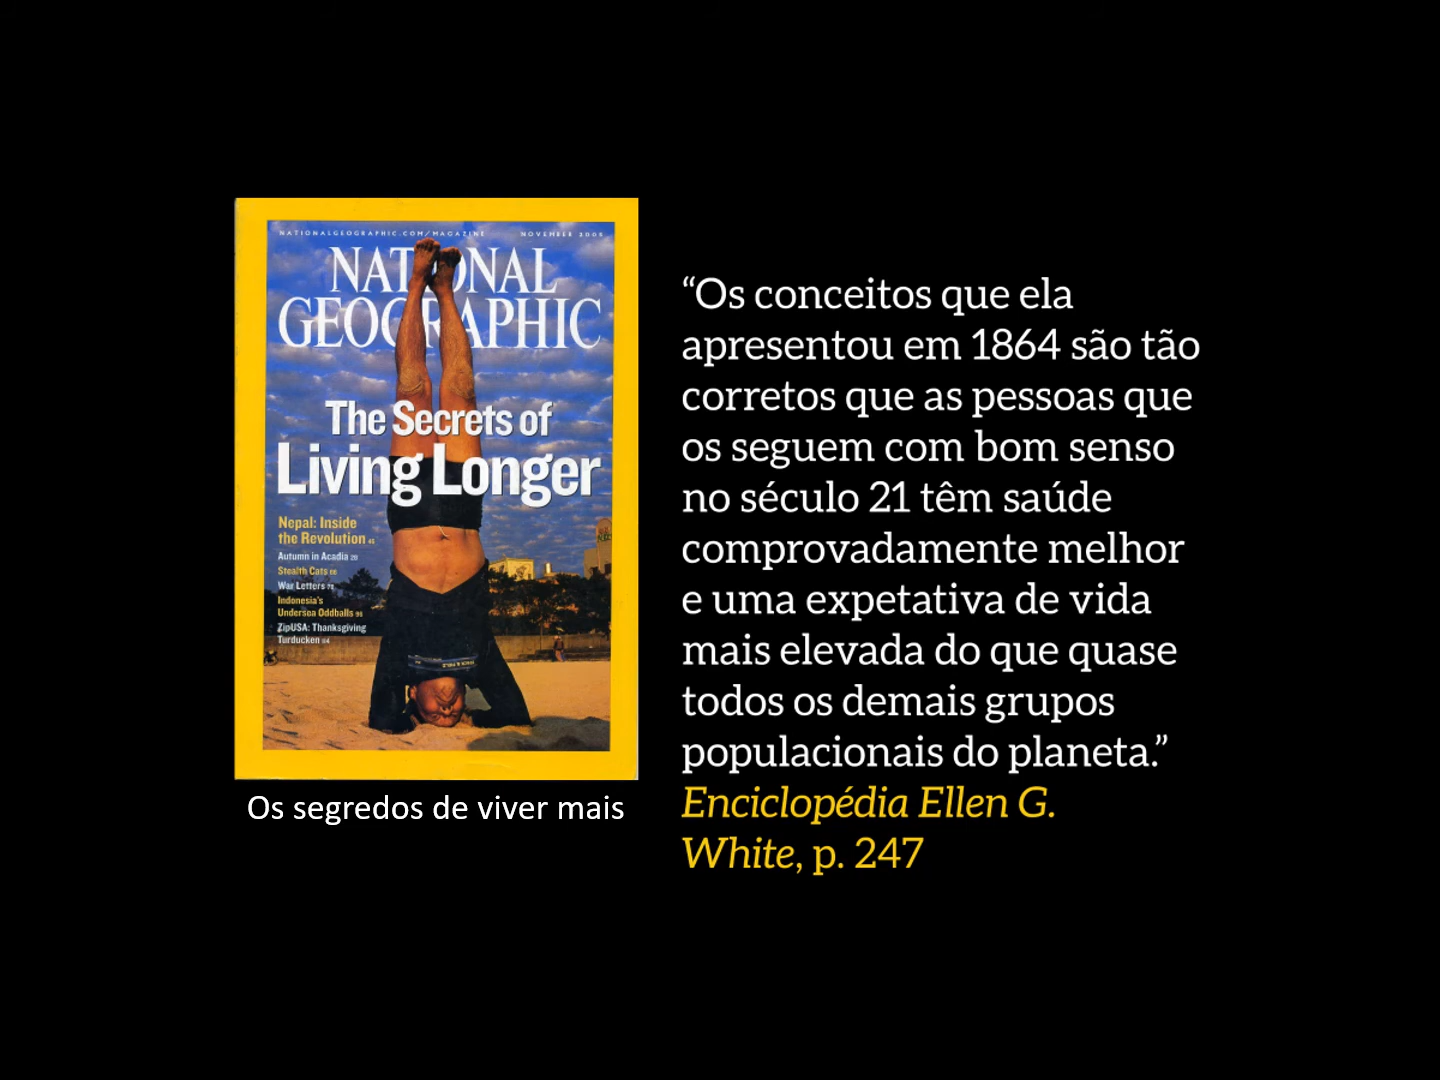 NATIONALGEOGRAPHIC.COM/MAGAZINE NOVEMBER 2005
NATIONAL
GEOGRAPHIC
The Secrets of
Living Longer
Nepal: Inside
the Revolution
Autumn in Acadia
Stealth Cats
War Letters
Indonesia's
Undersea Oddballs
ZipUSA: Thanksgiving
Turducken
Os segredos de viver mais
“Os conceitos que ela
apresentou em 1864 são tão
corretos que as pessoas que
os seguem com bom senso
no século 21 têm saúde
comprovadamente melhor
e uma expetativa de vida
mais elevada do que quase
todos os demais grupos
populacionais do planeta.”
Enciclopédia Ellen G.
White, p. 247